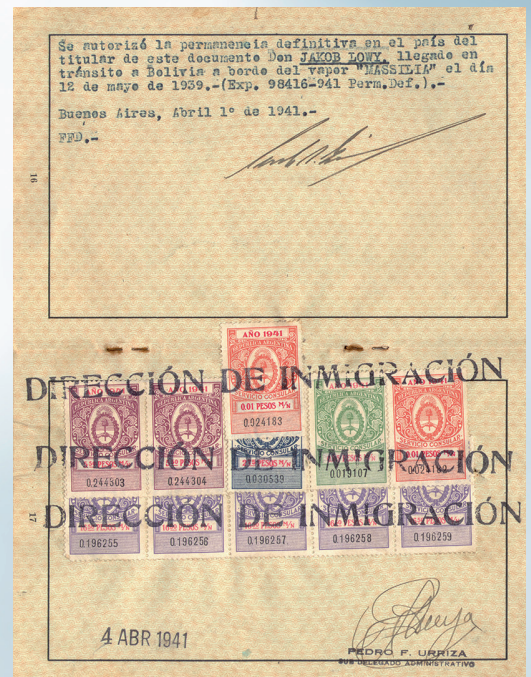 Se autorizó la permanencia definitiva en el país del
titular de este documento Don JAKOB LOWY, llegado en
tránsito a Bolivia a bordo del vapor "MASSILIA" el día
12 de mayo de 1939.-(Exp. 98416-941 Perm.Def.).-
Buenos Aires, Abril 1º de 1941.-
FFD.-
16
AÑO 1941
REPUBLICA ARGENTINA
SERVICIO CONSULAR
0.01 PESOS M/N
0.024183
DIRECCIÓN DE INMIGRACIÓN
0.244303
0.244304
0.030539
0.019107
DIRECCIÓN DE INMIGRACIÓN
17
DIRECCIÓN DE INMIGRACIÓN
0.196255
0.196256
0.196257
0.196258
0.196259
4 ABR 1941
PEDRO F. URRIZA
SUB DELEGADO ADMINISTRATIVO